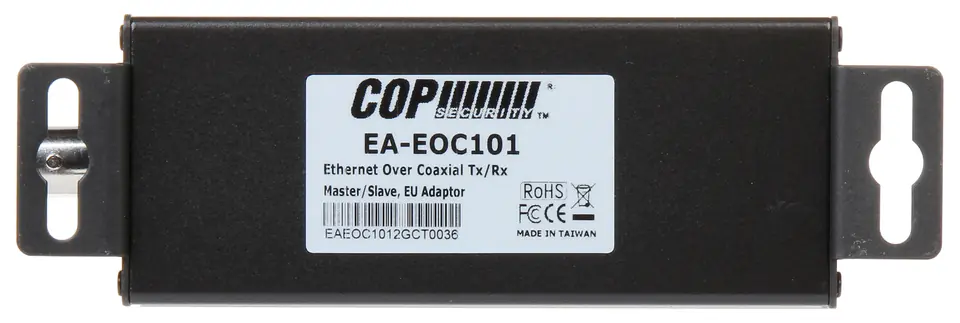 COP SECURITY ® ™
EA-EOC101
Ethernet Over Coaxial Tx/Rx
Master/Slave, EU Adaptor
RoHS
FC CE
EAEOC1012GCT0036
MADE IN TAIWAN